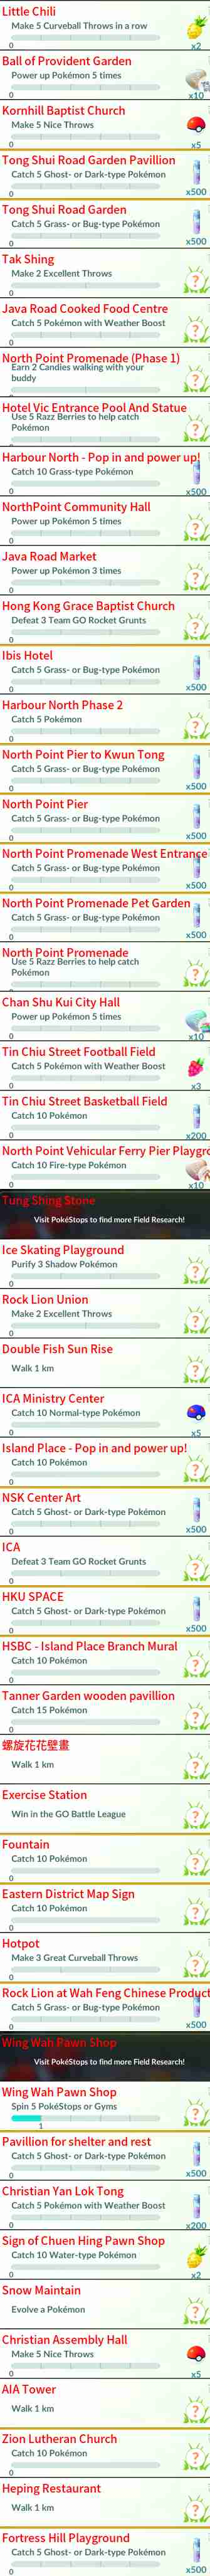 Little Chili
Make 5 Curveball Throws in a row
0
x2
Ball of Provident Garden
Power up Pokémon 5 times
0
x10
Kornhill Baptist Church
Make 5 Nice Throws
0
x5
Tong Shui Road Garden Pavillion
Catch 5 Ghost- or Dark-type Pokémon
0
x500
Tong Shui Road Garden
Catch 5 Grass- or Bug-type Pokémon
0
x500
Tak Shing
Make 2 Excellent Throws
?
0
Java Road Cooked Food Centre
Catch 5 Pokémon with Weather Boost
?
0
North Point Promenade (Phase 1)
Earn 2 Candies walking with your
buddy
?
0
Hotel Vic Entrance Pool And Statue
Use 5 Razz Berries to help catch
Pokémon
?
0
Harbour North - Pop in and power up!
Catch 10 Grass-type Pokémon
0
x500
NorthPoint Community Hall
Power up Pokémon 5 times
?
0
Java Road Market
Power up Pokémon 3 times
?
0
Hong Kong Grace Baptist Church
Defeat 3 Team GO Rocket Grunts
?
0
Ibis Hotel
Catch 5 Grass- or Bug-type Pokémon
0
x500
Harbour North Phase 2
Catch 5 Pokémon
?
0
North Point Pier to Kwun Tong
Catch 5 Grass- or Bug-type Pokémon
0
x500
North Point Pier
Catch 5 Grass- or Bug-type Pokémon
0
x500
North Point Promenade West Entrance
Catch 5 Grass- or Bug-type Pokémon
0
x500
North Point Promenade Pet Garden
Catch 5 Grass- or Bug-type Pokémon
0
x500
North Point Promenade
Use 5 Razz Berries to help catch
Pokémon
?
0
Chan Shu Kui City Hall
Power up Pokémon 5 times
0
x10
Tin Chiu Street Football Field
Catch 5 Pokémon with Weather Boost
0
x3
Tin Chiu Street Basketball Field
Catch 10 Pokémon
0
x200
North Point Vehicular Ferry Pier Playgro
Catch 10 Fire-type Pokémon
0
x10
Tung Shing Stone
Visit PokéStops to find more Field Research!
Ice Skating Playground
Purify 3 Shadow Pokémon
?
0
Rock Lion Union
Make 2 Excellent Throws
?
0
Double Fish Sun Rise
Walk 1 km
?
ICA Ministry Center
Catch 10 Normal-type Pokémon
0
x5
Island Place - Pop in and power up!
Catch 10 Pokémon
?
0
NSK Center Art
Catch 5 Ghost- or Dark-type Pokémon
0
x500
ICA
Defeat 3 Team GO Rocket Grunts
?
0
HKU SPACE
Catch 5 Ghost- or Dark-type Pokémon
0
x500
HSBC - Island Place Branch Mural
Catch 10 Pokémon
?
0
Tanner Garden wooden pavillion
Catch 15 Pokémon
?
0
螺旋花花壁畫
Walk 1 km
?
Exercise Station
Win in the GO Battle League
?
Fountain
Catch 10 Pokémon
?
0
Eastern District Map Sign
Catch 10 Pokémon
?
0
Hotpot
Make 3 Great Curveball Throws
?
0
Rock Lion at Wah Feng Chinese Product
Catch 5 Grass- or Bug-type Pokémon
0
x500
Wing Wah Pawn Shop
Visit PokéStops to find more Field Research!
Wing Wah Pawn Shop
Spin 5 PokéStops or Gyms
?
1
Pavillion for shelter and rest
Catch 5 Ghost- or Dark-type Pokémon
0
x500
Christian Yan Lok Tong
Catch 5 Pokémon with Weather Boost
0
x200
Sign of Chuen Hing Pawn Shop
Catch 10 Water-type Pokémon
0
x2
Snow Maintain
Evolve a Pokémon
?
Christian Assembly Hall
Make 5 Nice Throws
0
x5
AIA Tower
Walk 1 km
?
Zion Lutheran Church
Catch 10 Pokémon
?
0
Heping Restaurant
Walk 1 km
?
Fortress Hill Playground
Catch 5 Ghost- or Dark-type Pokémon
0
x500